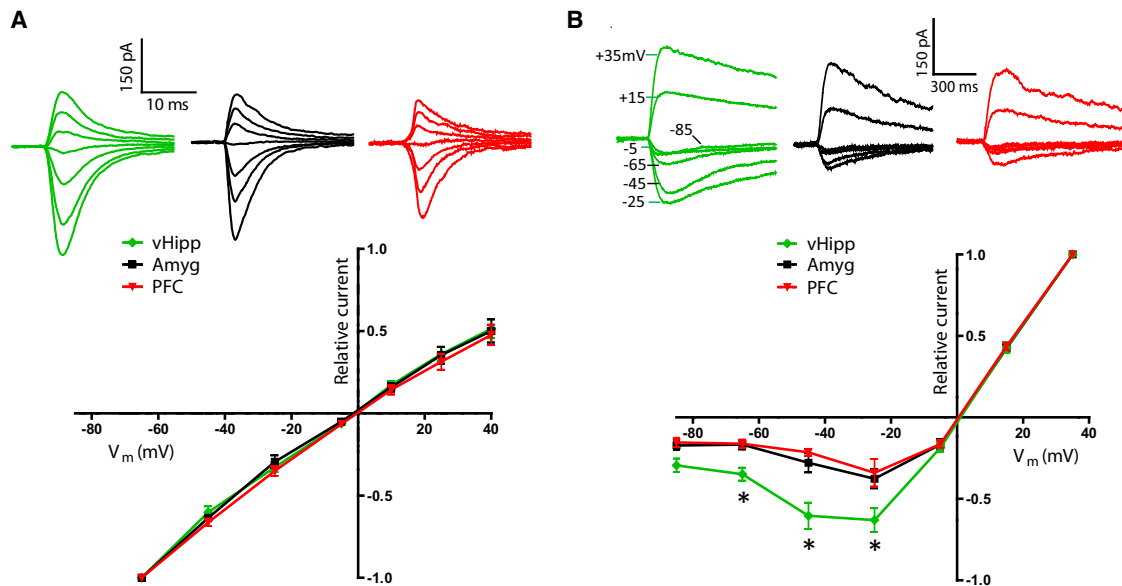 A
150 pA
10 ms
vHipp
Amyg
PFC
1.0
0.5
-0.5
-1.0
Relative current
-80 -60 -40 -20 20 40
Vm (mV)
B
+35mV
+15
-85
-5
-65
-45
-25
150 pA
300 ms
vHipp
Amyg
PFC
1.0
0.5
-0.5
-1.0
Relative current
-80 -60 -40 -20 20 40
Vm (mV)
* * *